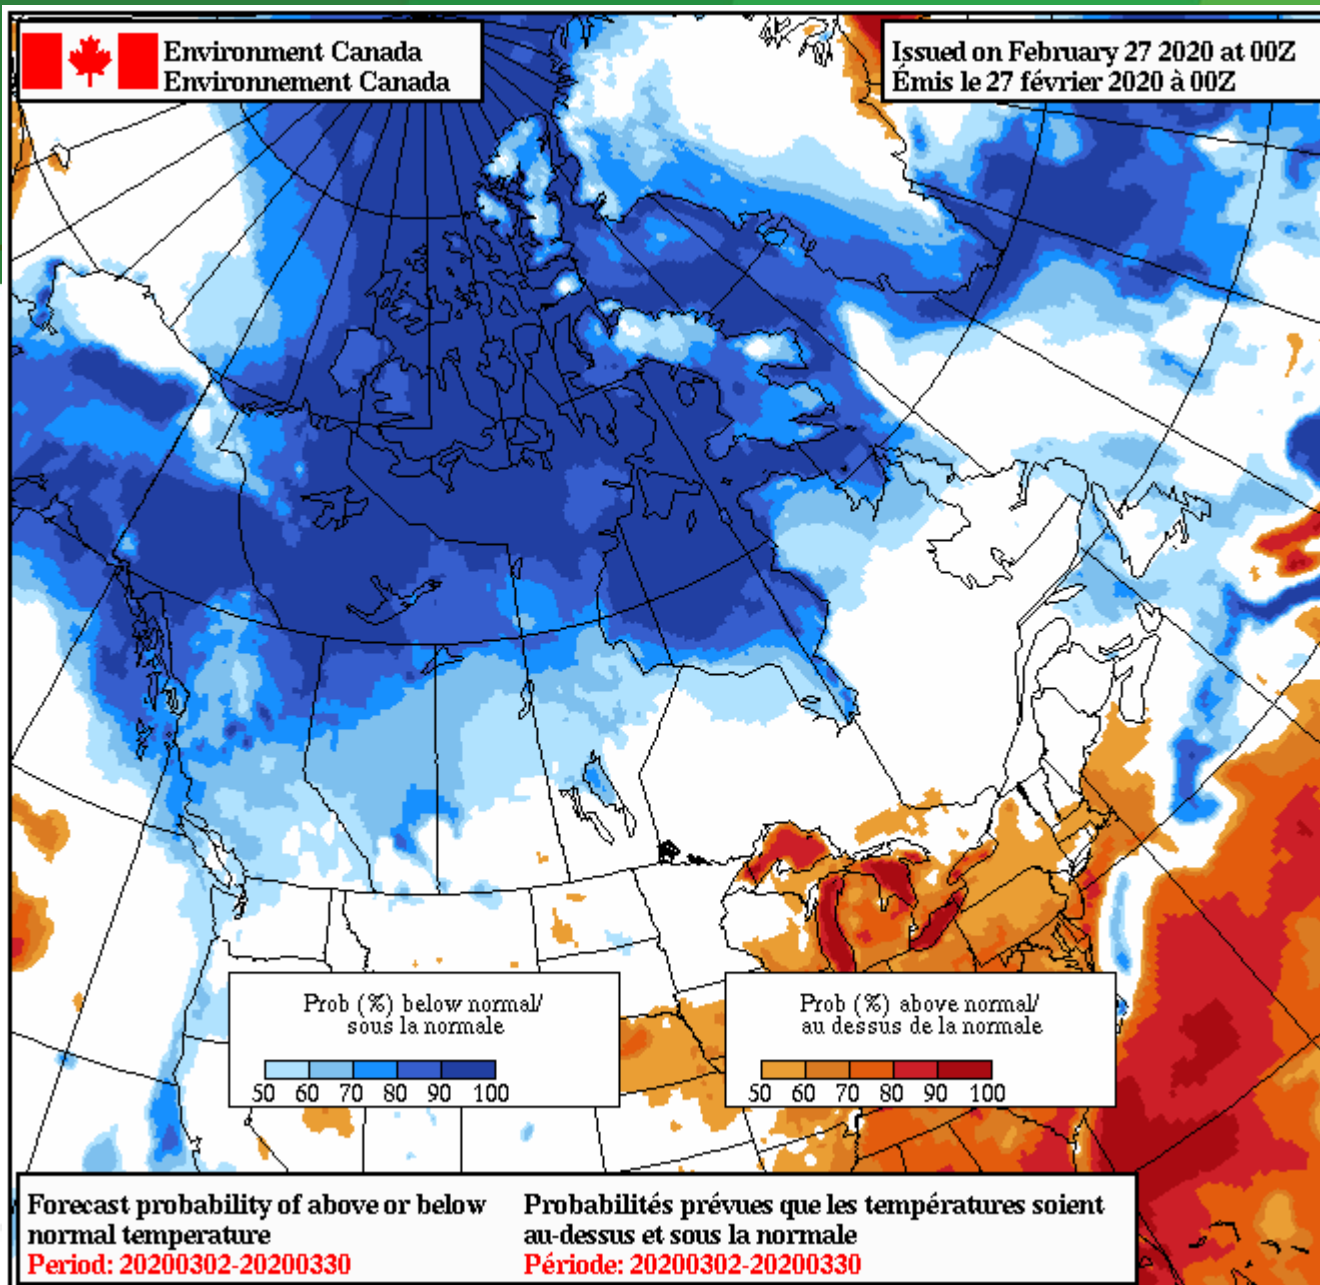 Environment Canada
Environnement Canada
Issued on February 27 2020 at 00Z
Émis le 27 février 2020 à 00Z
Prob (%) below normal/
sous la normale
50 60 70 80 90 100
Prob (%) above normal/
au dessus de la normale
50 60 70 80 90 100
Forecast probability of above or below
normal temperature
Period: 20200302-20200330
Probabilités prévues que les températures soient
au-dessus et sous la normale
Période: 20200302-20200330